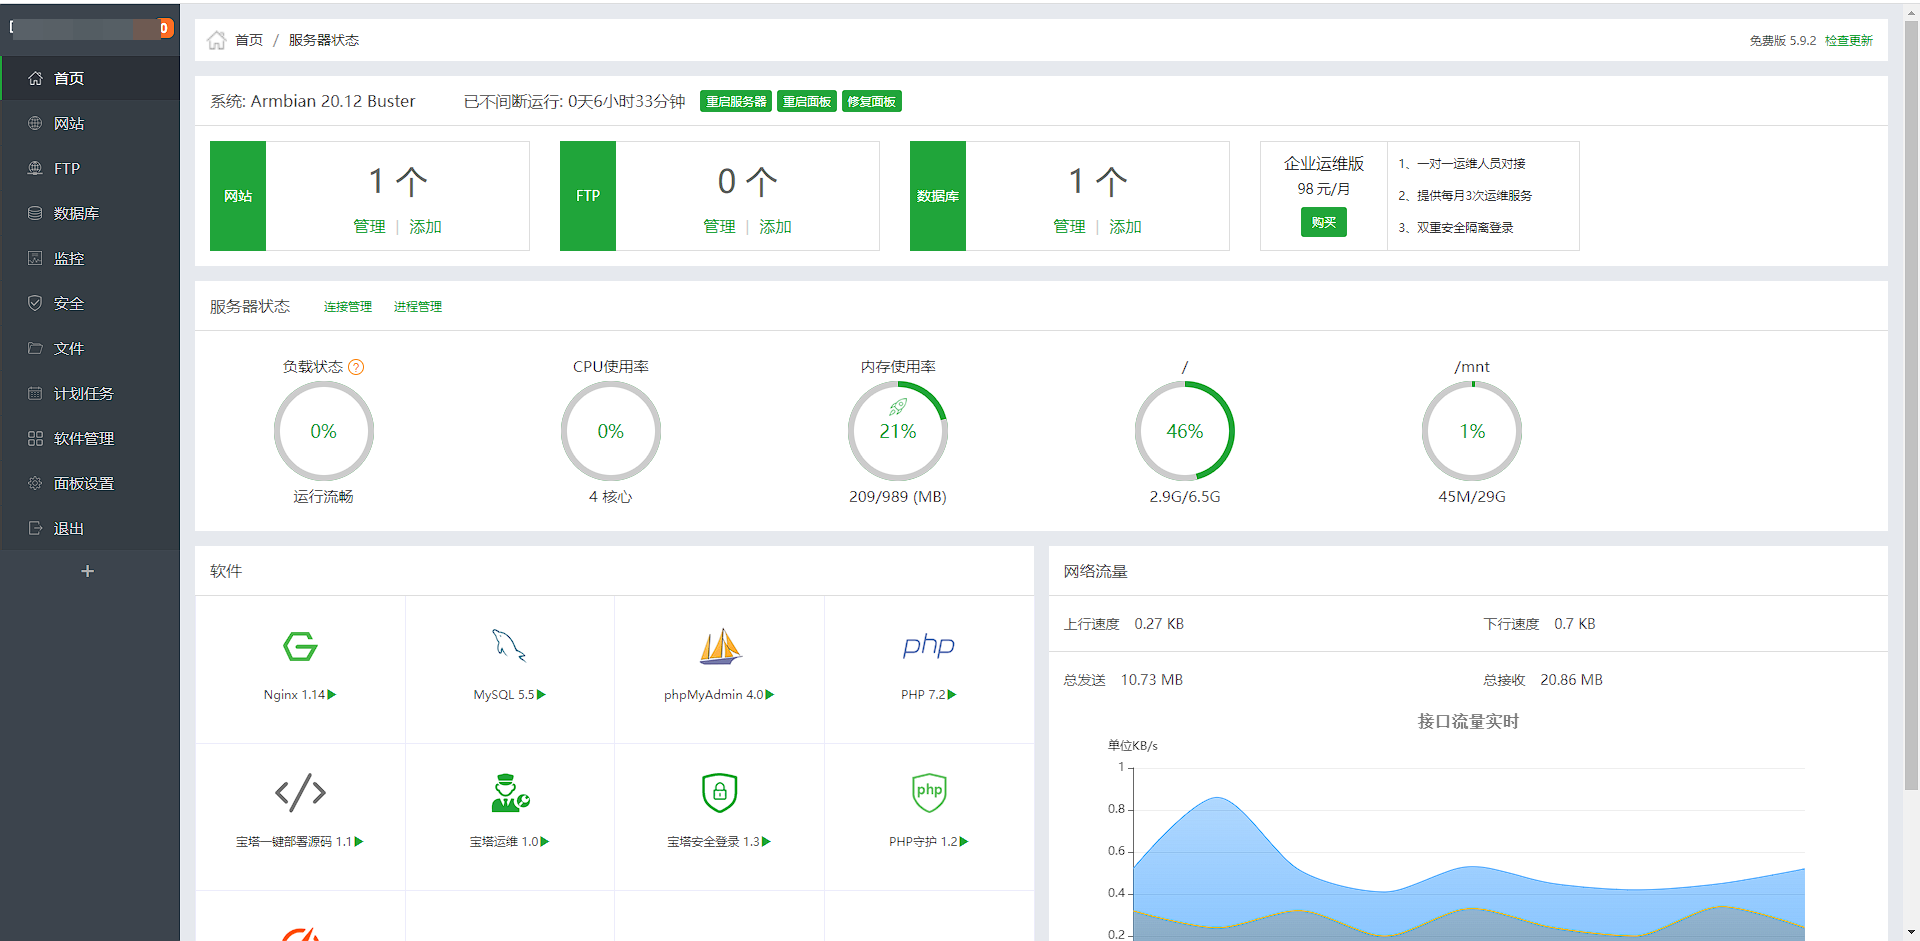 0
首页
网站
FTP
数据库
监控
安全
文件
计划任务
软件管理
面板设置
退出
+
首页 / 服务器状态
免费版 5.9.2 检查更新
系统: Armbian 20.12 Buster 已不间断运行: 0天6小时33分钟 重启服务器 重启面板 修复面板
网站
1 个
管理 | 添加
FTP
0 个
管理 | 添加
数据库
1 个
管理 | 添加
企业运维版
98 元/月
购买
1、一对一运维人员对接
2、提供每月3次运维服务
3、双重安全隔离登录
服务器状态 连接管理 进程管理
负载状态 ?
0%
运行流畅
CPU使用率
0%
4 核心
内存使用率
21%
209/989 (MB)
/
46%
2.9G/6.5G
/mnt
1%
45M/29G
软件
Nginx 1.14
MySQL 5.5
phpMyAdmin 4.0
php
PHP 7.2
宝塔一键部署源码 1.1
宝塔运维 1.0
宝塔安全登录 1.3
php
PHP守护 1.2
网络流量
上行速度 0.27 KB
下行速度 0.7 KB
总发送 10.73 MB
总接收 20.86 MB
接口流量实时
单位KB/s
1
0.8
0.6
0.4
0.2